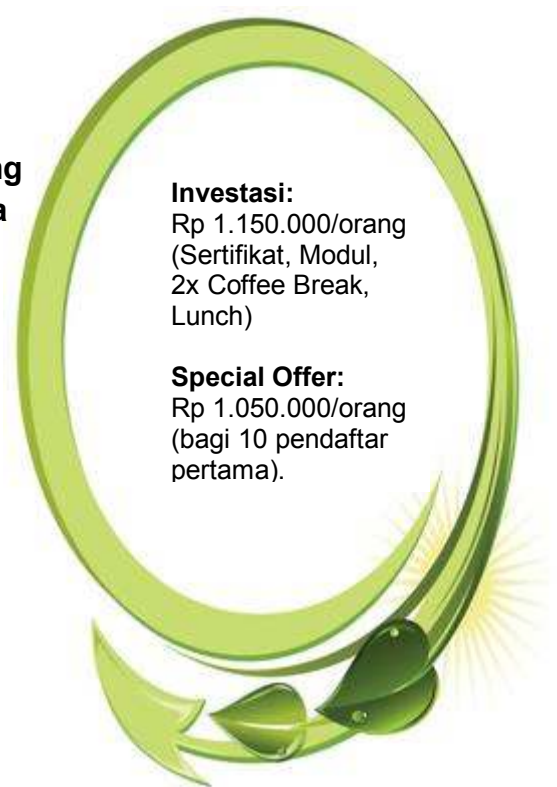 ng
a
Investasi:
Rp 1.150.000/orang
(Sertifikat, Modul,
2x Coffee Break,
Lunch)
Special Offer:
Rp 1.050.000/orang
(bagi 10 pendaftar
pertama).